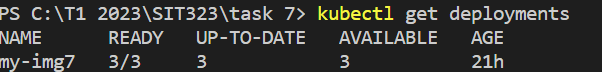 PS C:\T1 2023\SIT323\task 7> kubectl get deployments
NAME READY UP-TO-DATE AVAILABLE AGE
my-img7 3/3 3 3 21h